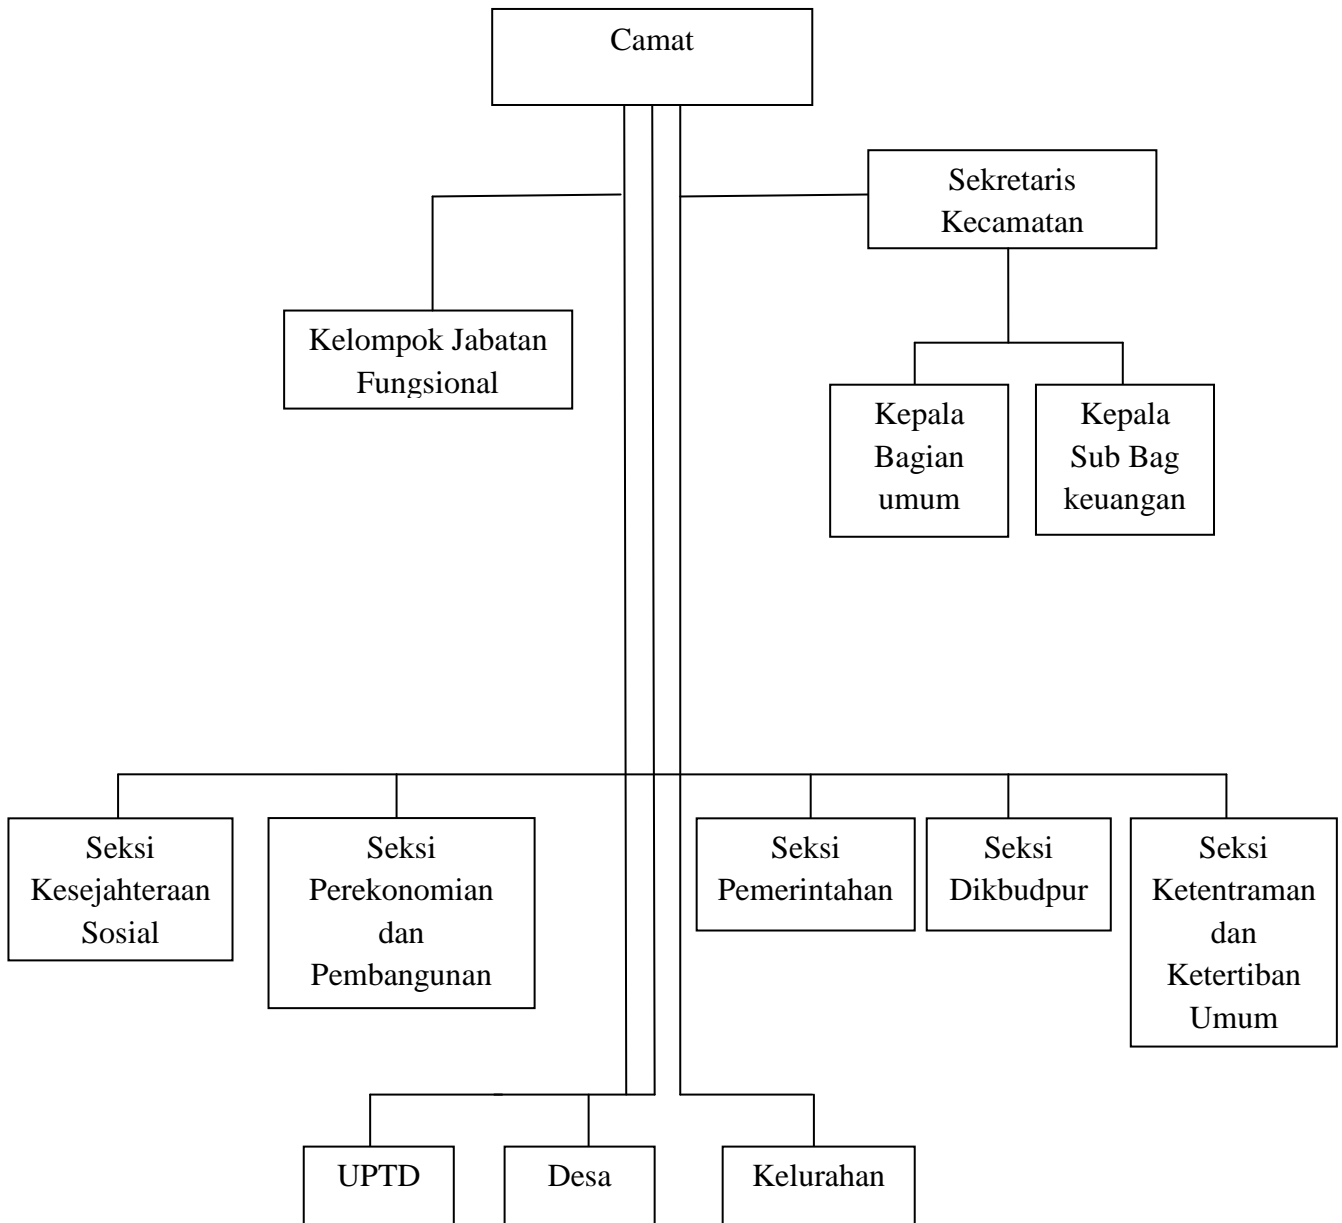 Camat
Sekretaris
Kecamatan
Kelompok Jabatan
Fungsional
Kepala
Bagian
umum
Kepala
Sub Bag
keuangan
Seksi
Kesejahteraan
Sosial
Seksi
Perekonomian
dan
Pembangunan
Seksi
Pemerintahan
Seksi
Dikbudpur
Seksi
Ketentraman
dan
Ketertiban
Umum
UPTD
Desa
Kelurahan